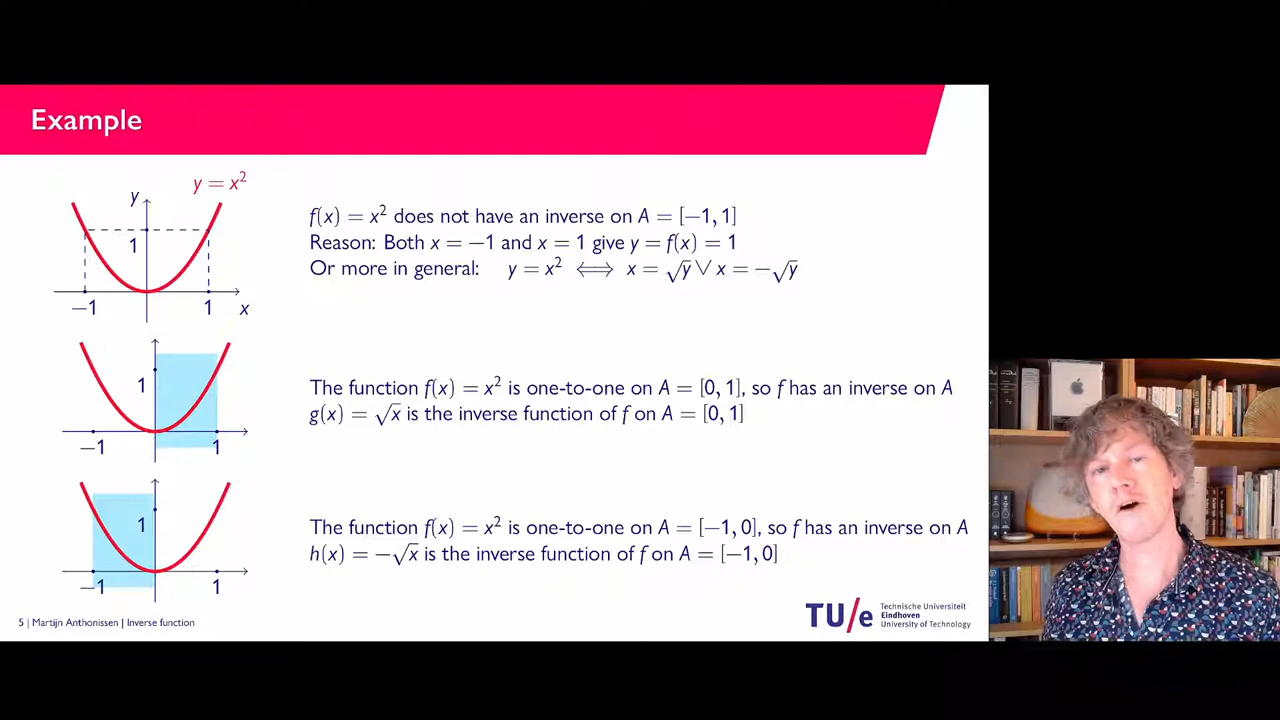 Example
y = x²
y
1
−1
1
x
f(x) = x² does not have an inverse on A = [−1, 1]
Reason: Both x = −1 and x = 1 give y = f(x) = 1
Or more in general: y = x² ⟺ x = √y ∨ x = −√y
1
−1
1
The function f(x) = x² is one-to-one on A = [0, 1], so f has an inverse on A
g(x) = √x is the inverse function of f on A = [0, 1]
1
−1
1
The function f(x) = x² is one-to-one on A = [−1, 0], so f has an inverse on A
h(x) = −√x is the inverse function of f on A = [−1, 0]
5 | Martijn Anthonissen | Inverse function
TU/e
Technische Universiteit
Eindhoven
University of Technology